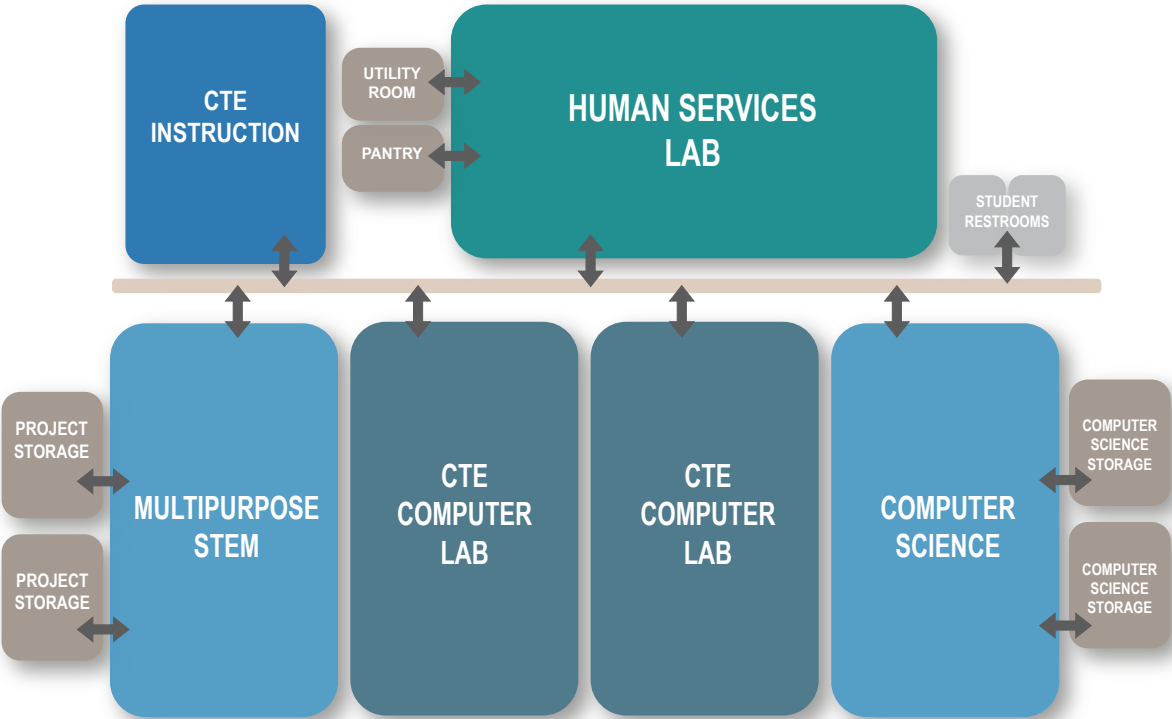 CTE
INSTRUCTION
UTILITY
ROOM
PANTRY
HUMAN SERVICES
LAB
STUDENT
RESTROOMS
PROJECT
STORAGE
PROJECT
STORAGE
MULTIPURPOSE
STEM
CTE
COMPUTER
LAB
CTE
COMPUTER
LAB
COMPUTER
SCIENCE
COMPUTER
SCIENCE
STORAGE
COMPUTER
SCIENCE
STORAGE